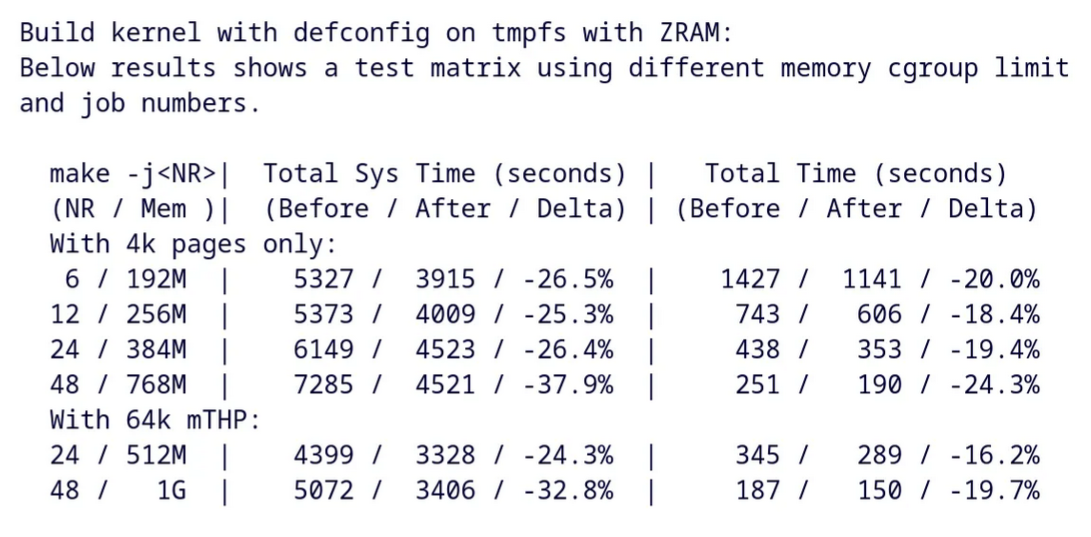 Build kernel with defconfig on tmpfs with ZRAM:
Below results shows a test matrix using different memory cgroup limit
and job numbers.

  make -j<NR>|  Total Sys Time (seconds) |   Total Time (seconds)
  (NR / Mem )|  (Before / After / Delta) | (Before / After / Delta)
  With 4k pages only:
   6 / 192M  |    5327 /  3915 / -26.5%  |    1427 /  1141 / -20.0%
  12 / 256M  |    5373 /  4009 / -25.3%  |     743 /   606 / -18.4%
  24 / 384M  |    6149 /  4523 / -26.4%  |     438 /   353 / -19.4%
  48 / 768M  |    7285 /  4521 / -37.9%  |     251 /   190 / -24.3%
  With 64k mTHP:
  24 / 512M  |    4399 /  3328 / -24.3%  |     345 /   289 / -16.2%
  48 /   1G  |    5072 /  3406 / -32.8%  |     187 /   150 / -19.7%